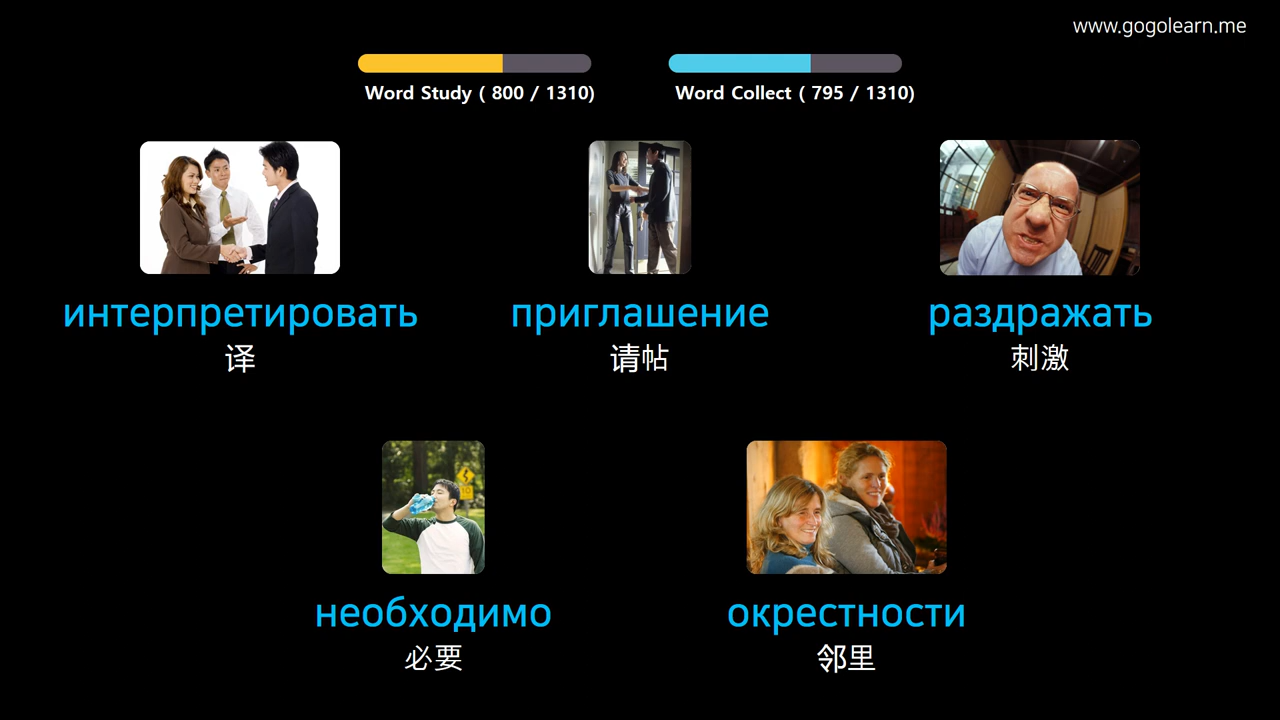 www.gogolearn.me
Word Study ( 800 / 1310)
Word Collect ( 795 / 1310)
интерпретировать
译
приглашение
请帖
раздражать
刺激
необходимо
必要
окрестности
邻里